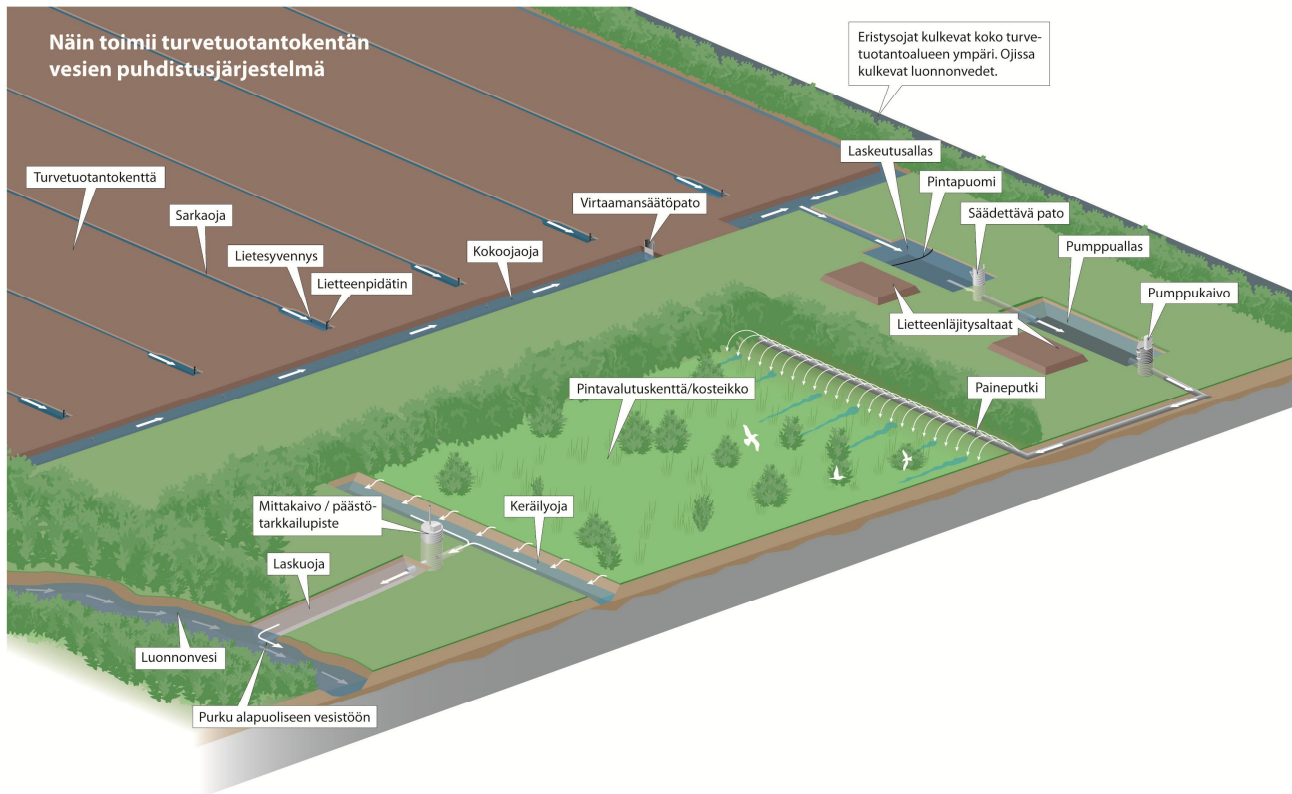 Näin toimii turvetuotantokentän
vesien puhdistusjärjestelmä
Eristysojat kulkevat koko turve-
tuotantoalueen ympäri. Ojissa
kulkevat luonnonvedet.
Laskeutusallas
Pintapuomi
Turvetuotantokenttä
Virtaamansäätöpato
Säädettävä pato
Sarkaoja
Pumppuallas
Lietesyvennys
Kokoojaoja
Lietteenpidätin
Pumppukaivo
Lietteenläjitysaltaat
Pintavalutuskenttä/kosteikko
Paineputki
Mittakaivo / päästö-
tarkkailupiste
Keräilyoja
Laskuoja
Luonnonvesi
Purku alapuoliseen vesistöön